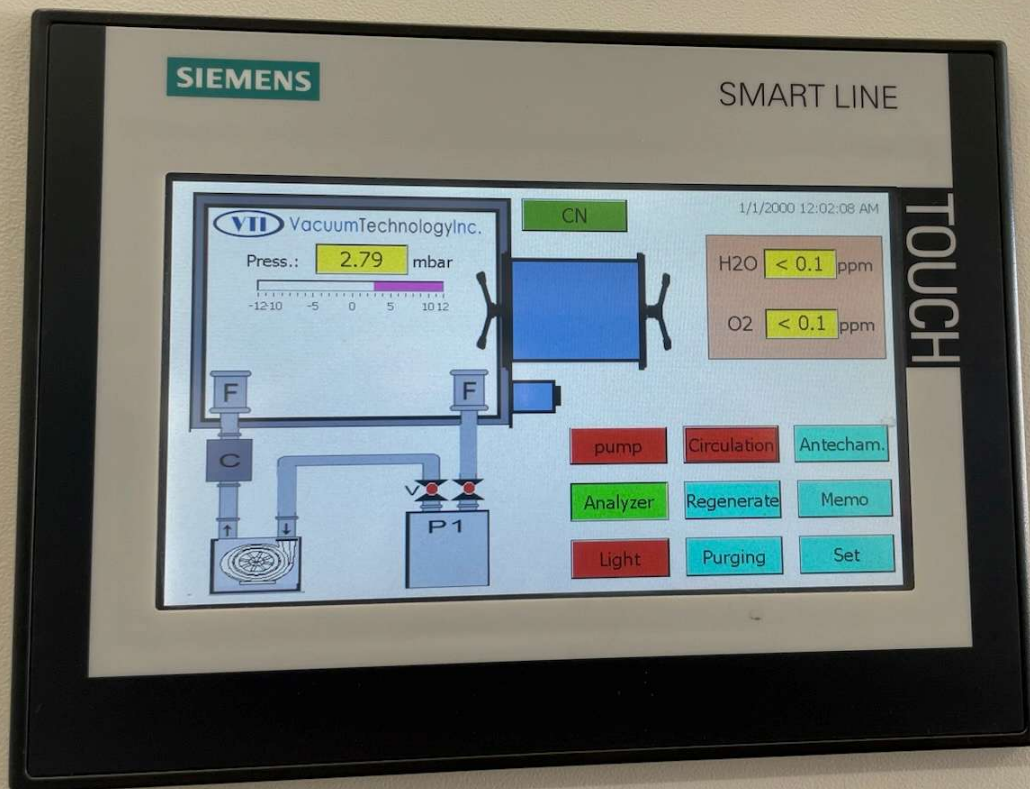 SIEMENS
SMART LINE
TOUCH
VTI VacuumTechnologyInc.
CN
1/1/2000 12:02:08 AM
Press.: 2.79 mbar
-12-10 -5 0 5 10 12
H2O < 0.1 ppm
O2 < 0.1 ppm
F
F
C
V
P1
pump Circulation Antecham.
Analyzer Regenerate Memo
Light Purging Set